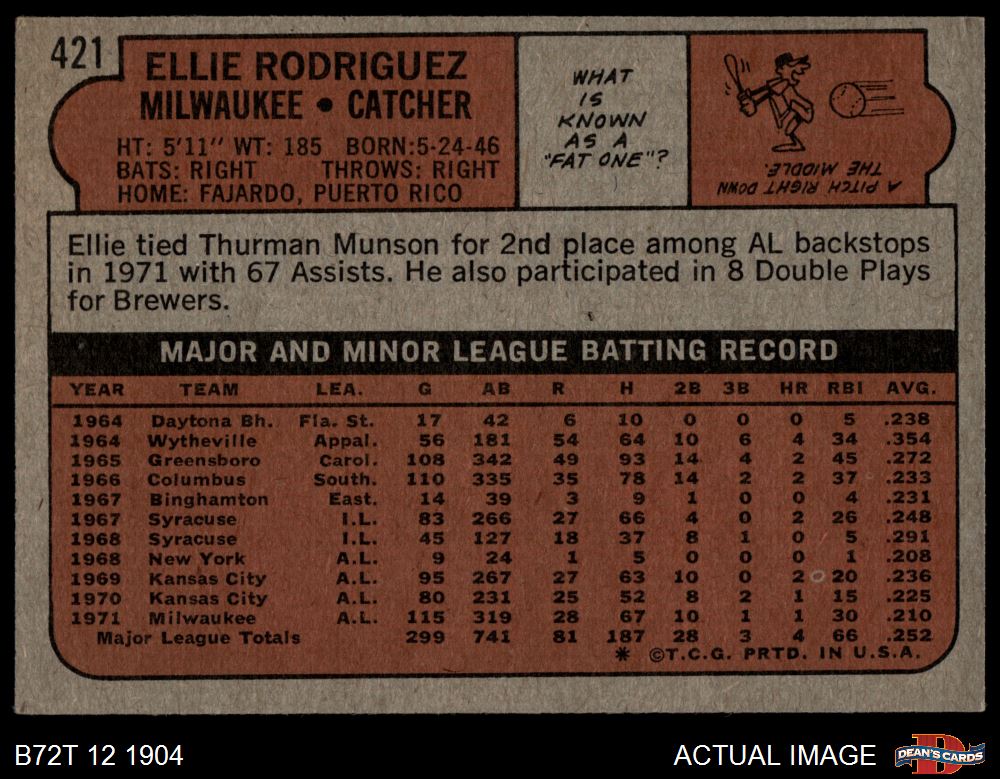 421
ELLIE RODRIGUEZ
MILWAUKEE • CATCHER
HT: 5'11" WT: 185 BORN:5-24-46
BATS: RIGHT THROWS: RIGHT
HOME: FAJARDO, PUERTO RICO
WHAT
IS
KNOWN
AS A
"FAT ONE"?
A PITCH RIGHT DOWN
THE MIDDLE.
Ellie tied Thurman Munson for 2nd place among AL backstops
in 1971 with 67 Assists. He also participated in 8 Double Plays
for Brewers.
MAJOR AND MINOR LEAGUE BATTING RECORD
YEAR TEAM LEA. G AB R H 2B 3B HR RBI AVG.
1964 Daytona Bh. Fla. St. 17 42 6 10 0 0 0 5 .238
1964 Wytheville Appal. 56 181 54 64 10 6 4 34 .354
1965 Greensboro Carol. 108 342 49 93 14 4 2 45 .272
1966 Columbus South. 110 335 35 78 14 2 2 37 .233
1967 Binghamton East. 14 39 3 9 1 0 0 4 .231
1967 Syracuse I.L. 83 266 27 66 4 0 2 26 .248
1968 Syracuse I.L. 45 127 18 37 8 1 0 5 .291
1968 New York A.L. 9 24 1 5 0 0 0 1 .208
1969 Kansas City A.L. 95 267 27 63 10 0 2 20 .236
1970 Kansas City A.L. 80 231 25 52 8 2 1 15 .225
1971 Milwaukee A.L. 115 319 28 67 10 1 1 30 .210
Major League Totals 299 741 81 187 28 3 4 66 .252
* ©T.C.G. PRTD. IN U.S.A.
B72T 12 1904
ACTUAL IMAGE
D
DEAN'S CARDS